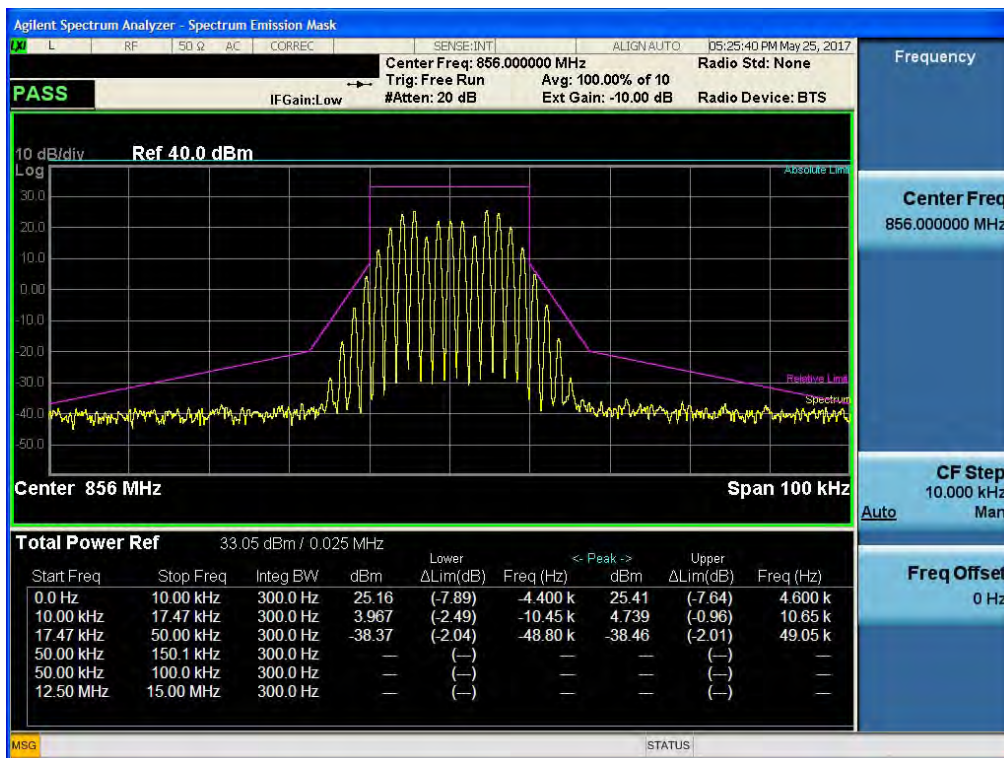 Agilent Spectrum Analyzer - Spectrum Emission Mask
LXI L RF 50 Ω AC CORREC SENSE:INT ALIGN AUTO 05:25:40 PM May 25, 2017
Center Freq: 856.000000 MHz Radio Std: None
Trig: Free Run Avg: 100.00% of 10
PASS IFGain:Low #Atten: 20 dB Ext Gain: -10.00 dB Radio Device: BTS
Frequency
10 dB/div Ref 40.0 dBm
Log
Absolute Limit
30.0
20.0
10.0
0.00
-10.0
-20.0
-30.0
-40.0
-50.0
Relative Limit
Spectrum
Center 856 MHz Span 100 kHz
Center Freq
856.000000 MHz
CF Step
10.000 kHz
Auto Man
Freq Offset
0 Hz
Total Power Ref 33.05 dBm / 0.025 MHz
Lower <- Peak -> Upper
Start Freq Stop Freq Integ BW dBm ΔLim(dB) Freq (Hz) dBm ΔLim(dB) Freq (Hz)
0.0 Hz 10.00 kHz 300.0 Hz 25.16 (-7.89) -4.400 k 25.41 (-7.64) 4.600 k
10.00 kHz 17.47 kHz 300.0 Hz 3.967 (-2.49) -10.45 k 4.739 (-0.96) 10.65 k
17.47 kHz 50.00 kHz 300.0 Hz -38.37 (-2.04) -48.80 k -38.46 (-2.01) 49.05 k
50.00 kHz 150.1 kHz 300.0 Hz --- (---) --- --- (---) ---
50.00 kHz 100.0 kHz 300.0 Hz --- (---) --- --- (---) ---
12.50 MHz 15.00 MHz 300.0 Hz --- (---) --- --- (---) ---
MSG STATUS